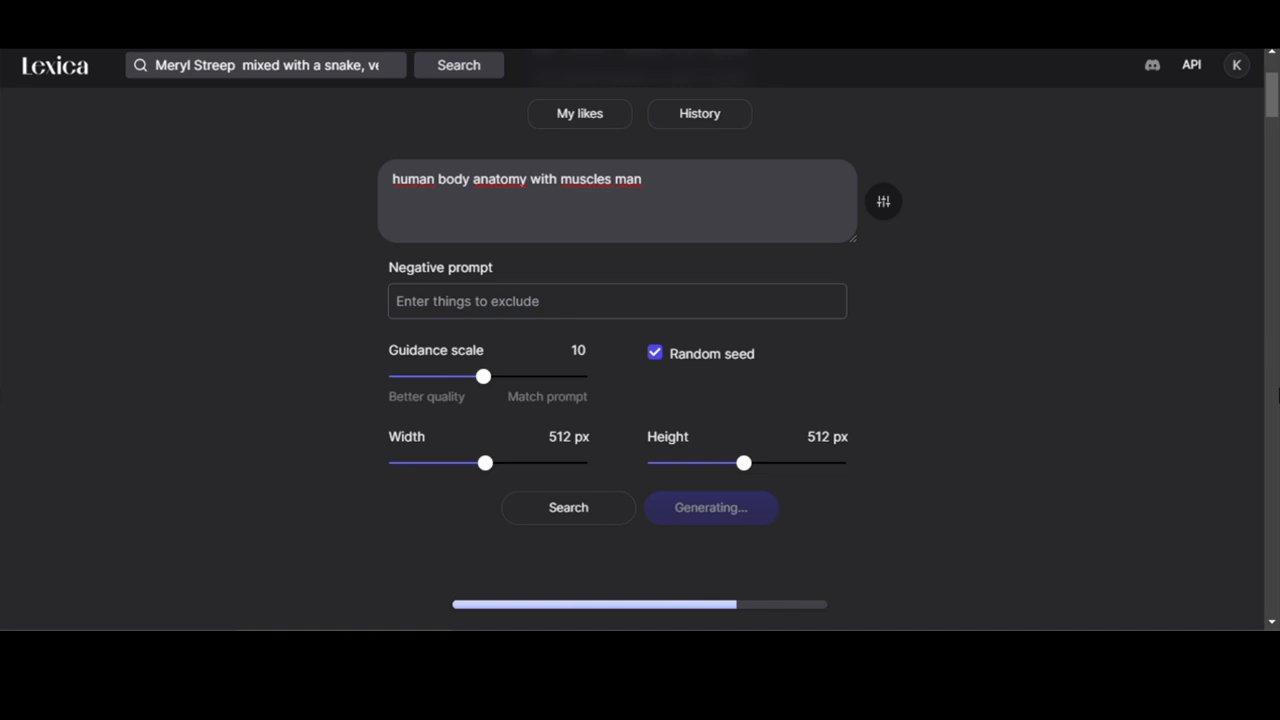 Lexica
Meryl Streep mixed with a snake, ve
Search
API
K
My likes
History
human body anatomy with muscles man
Negative prompt
Enter things to exclude
Guidance scale
10
Random seed
Better quality
Match prompt
Width
512 px
Height
512 px
Search
Generating...